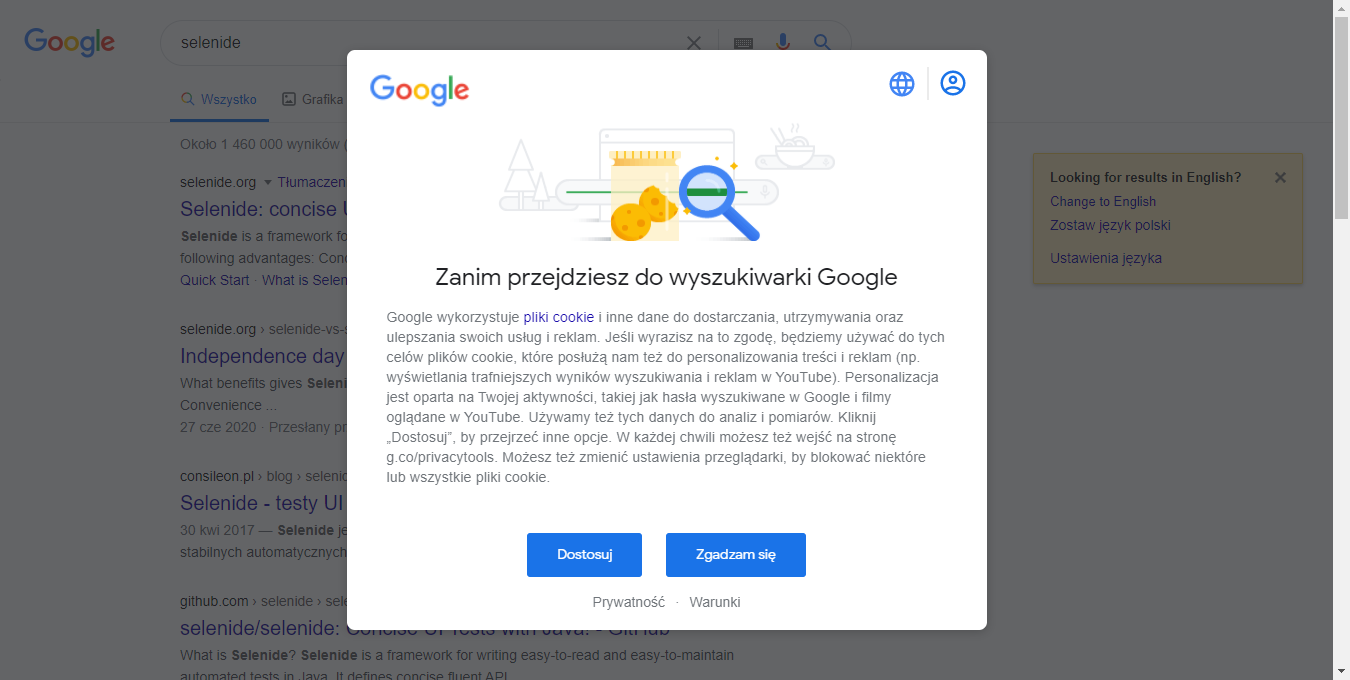 Google
selenide
Wszystko
Grafika
Około 1 460 000 wyników (
selenide.org
Tłumaczen
Selenide: concise
Selenide is a framework fo
following advantages:
Quick Start · What is Selen
selenide.org › selenide-vs-s
Independence day
What benefits gives Seleni
Convenience ...
27 cze 2020 · Przesłany pr
consileon.pl › blog › selenid
Selenide - testy UI
30 kwi 2017 — Selenide je
stabilnych automatycznych
github.com › selenide › sele
selenide/selenide: Concise UI Tests with Java! - GitHub
What is Selenide? Selenide is a framework for writing easy-to-read and easy-to-maintain
automated tests in Java. It defines concise fluent API
Google
Zanim przejdziesz do wyszukiwarki Google
Google wykorzystuje pliki cookie i inne dane do dostarczania, utrzymywania oraz
ulepszania swoich usług i reklam. Jeśli wyrazisz na to zgodę, będziemy używać do tych
celów plików cookie, które posłużą nam też do personalizowania treści i reklam (np.
wyświetlania trafniejszych wyników wyszukiwania i reklam w YouTube). Personalizacja
jest oparta na Twojej aktywności, takiej jak hasła wyszukiwane w Google i filmy
oglądane w YouTube. Używamy też tych danych do analiz i pomiarów. Kliknij
„Dostosuj”, by przejrzeć inne opcje. W każdej chwili możesz też wejść na stronę
g.co/privacytools. Możesz też zmienić ustawienia przeglądarki, by blokować niektóre
lub wszystkie pliki cookie.
Dostosuj
Zgadzam się
Prywatność · Warunki
Looking for results in English?
Change to English
Zostaw język polski
Ustawienia języka